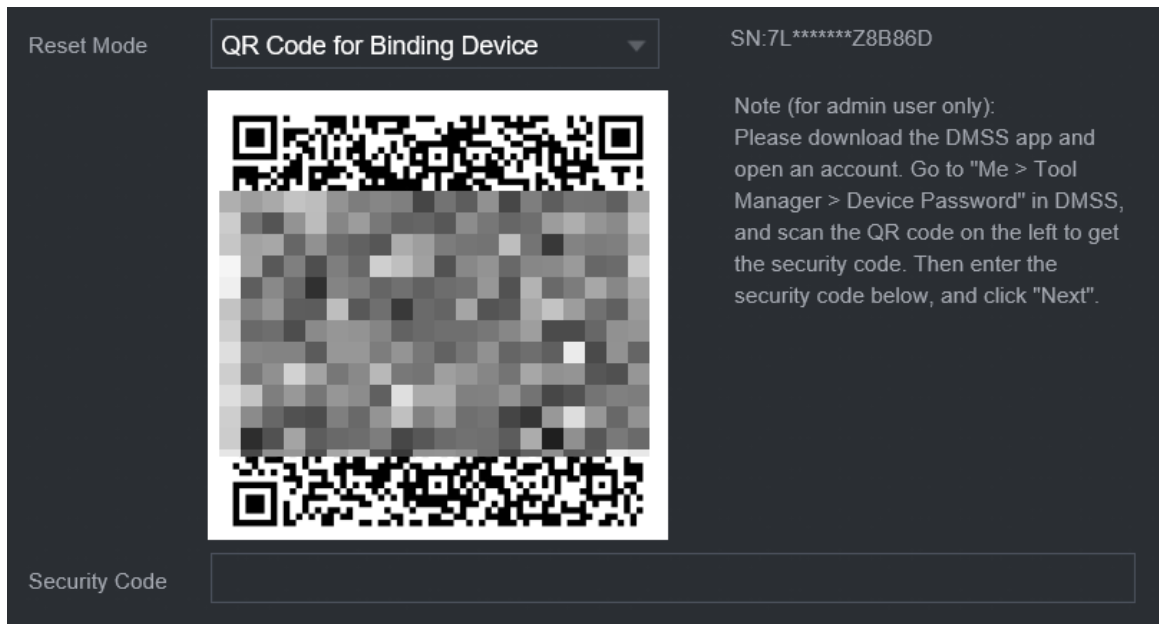 Reset Mode
QR Code for Binding Device
SN:7L*******Z8B86D
Note (for admin user only):
Please download the DMSS app and
open an account. Go to "Me > Tool
Manager > Device Password" in DMSS,
and scan the QR code on the left to get
the security code. Then enter the
security code below, and click "Next".
Security Code